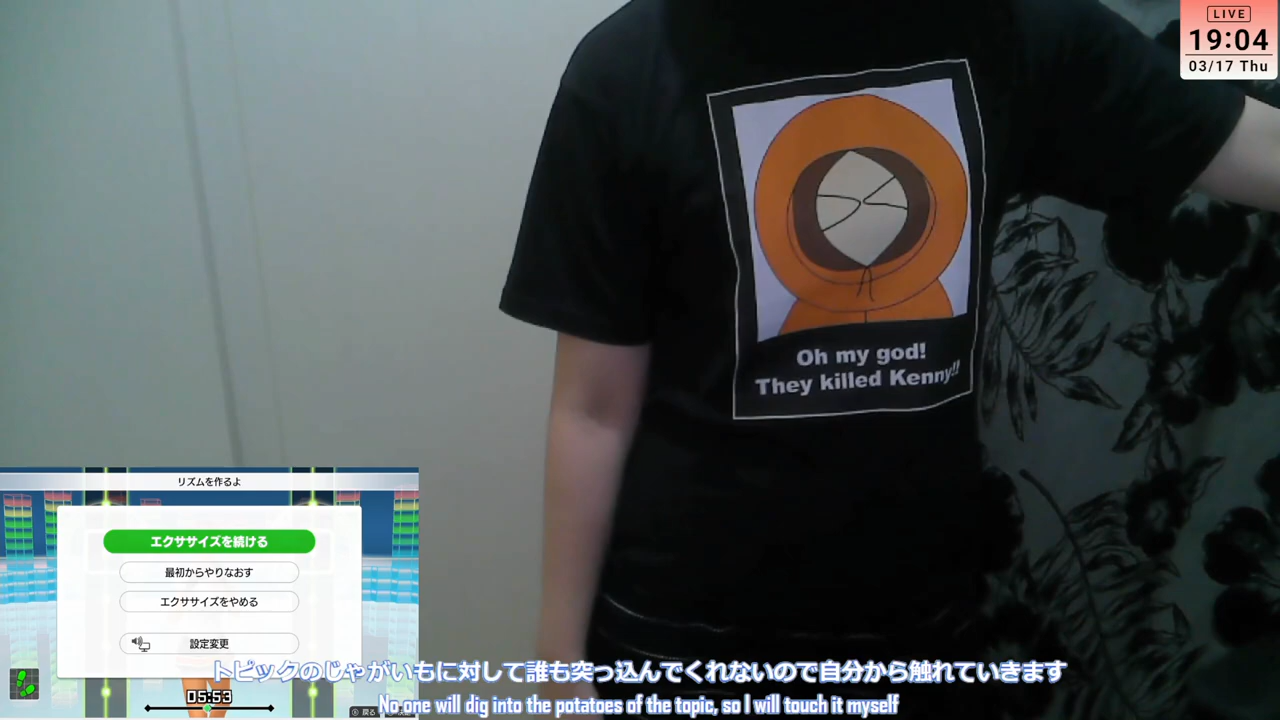 LIVE
19:04
03/17 Thu
Oh my god!
They killed Kenny!!
リズムを作るよ
エクササイズを続ける
最初からやりなおす
エクササイズをやめる
設定変更
05:53
戻る
トピックのじゃがいもに対して誰も突っ込んでくれないので自分から触れていきます
No one will dig into the potatoes of the topic, so I will touch it myself